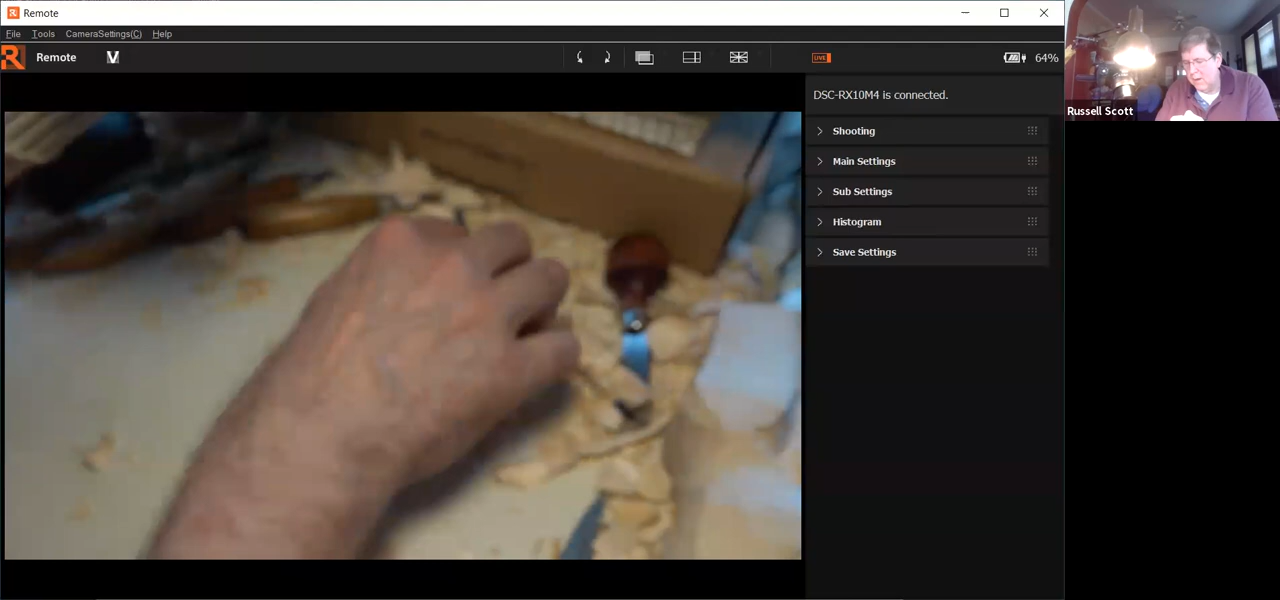 Remote
File Tools CameraSettings(C) Help
R Remote V
LIVE 64%
DSC-RX10M4 is connected.
Shooting
Main Settings
Sub Settings
Histogram
Save Settings
Russell Scott